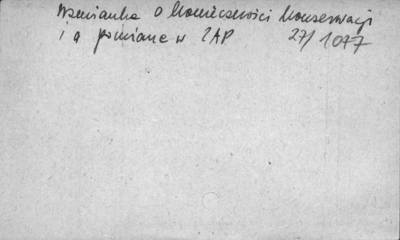 Wzmianka o konieczności konserwacji
i o zmianie w ZAP 27/1077